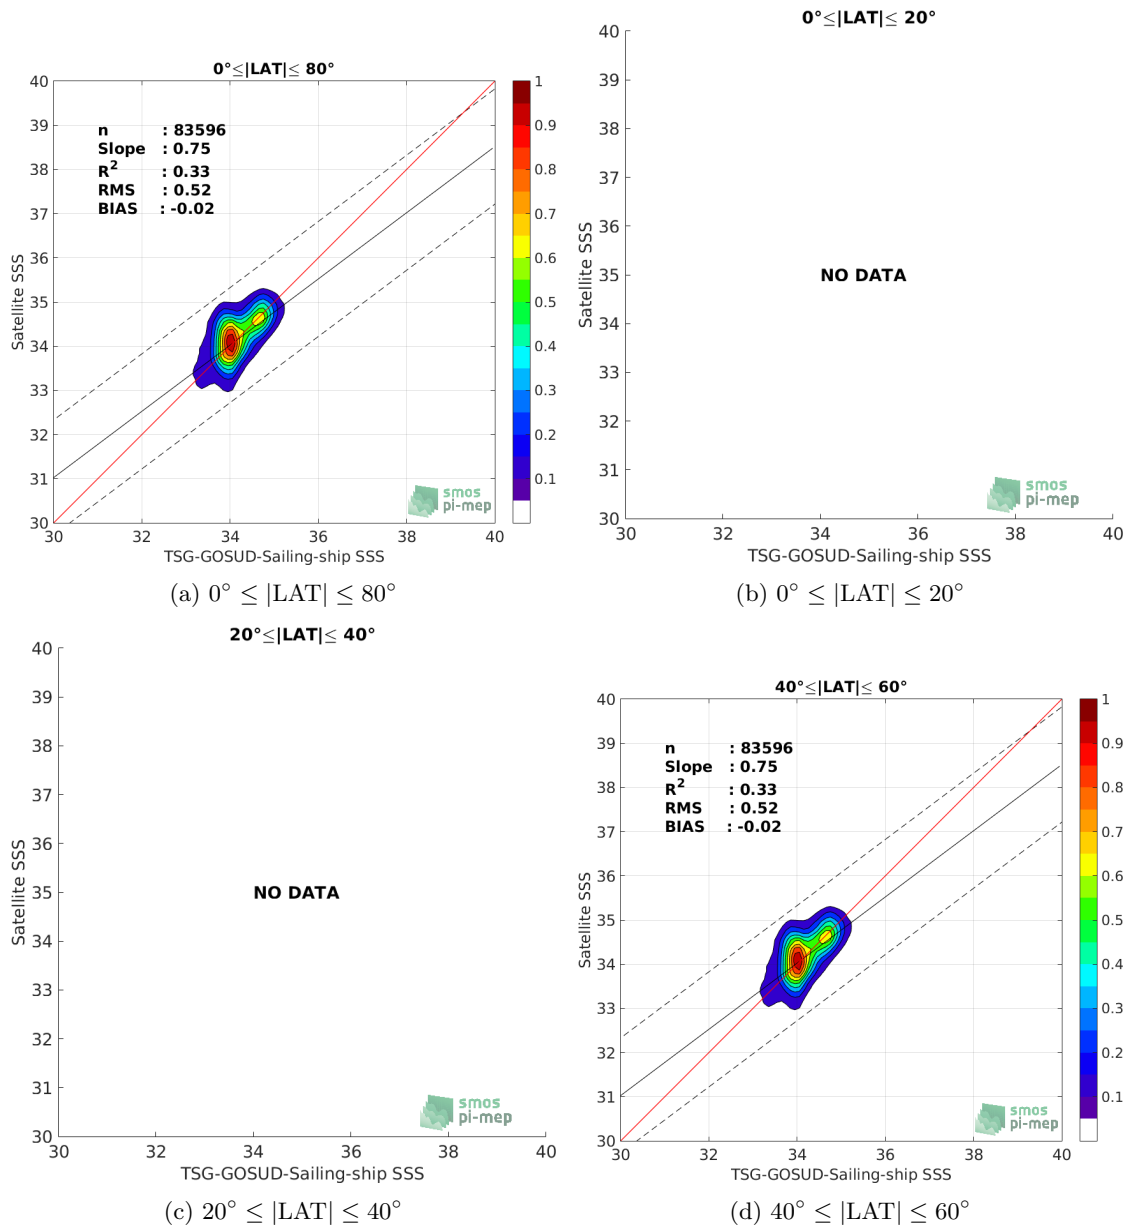 0°≤|LAT|≤ 80°
40
39
38
37
36
35
34
33
32
31
30
Satellite SSS
n : 83596
Slope : 0.75
R² : 0.33
RMS : 0.52
BIAS : -0.02
1
0.9
0.8
0.7
0.6
0.5
0.4
0.3
0.2
0.1
smos
pi-mep
30 32 34 36 38 40
TSG-GOSUD-Sailing-ship SSS
(a) 0° ≤ |LAT| ≤ 80°
0°≤|LAT|≤ 20°
40
39
38
37
36
35
34
33
32
31
30
Satellite SSS
NO DATA
smos
pi-mep
30 32 34 36 38 40
TSG-GOSUD-Sailing-ship SSS
(b) 0° ≤ |LAT| ≤ 20°
20°≤|LAT|≤ 40°
40
39
38
37
36
35
34
33
32
31
30
Satellite SSS
NO DATA
smos
pi-mep
30 32 34 36 38 40
TSG-GOSUD-Sailing-ship SSS
(c) 20° ≤ |LAT| ≤ 40°
40°≤|LAT|≤ 60°
40
39
38
37
36
35
34
33
32
31
30
Satellite SSS
n : 83596
Slope : 0.75
R² : 0.33
RMS : 0.52
BIAS : -0.02
1
0.9
0.8
0.7
0.6
0.5
0.4
0.3
0.2
0.1
smos
pi-mep
30 32 34 36 38 40
TSG-GOSUD-Sailing-ship SSS
(d) 40° ≤ |LAT| ≤ 60°